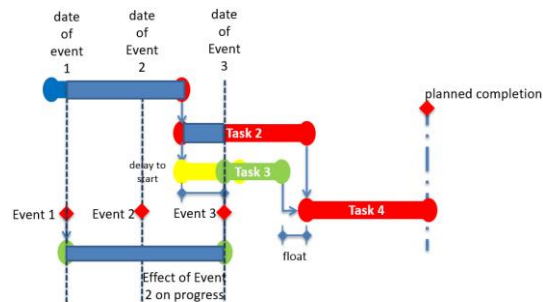 date
of
event
1
date
of
Event
2
date of
Event
3
planned completion
Task 2
delay to
start
Task 3
Event 1
Event 2
Event 3
Task 4
float
Effect of Event
2 on progress